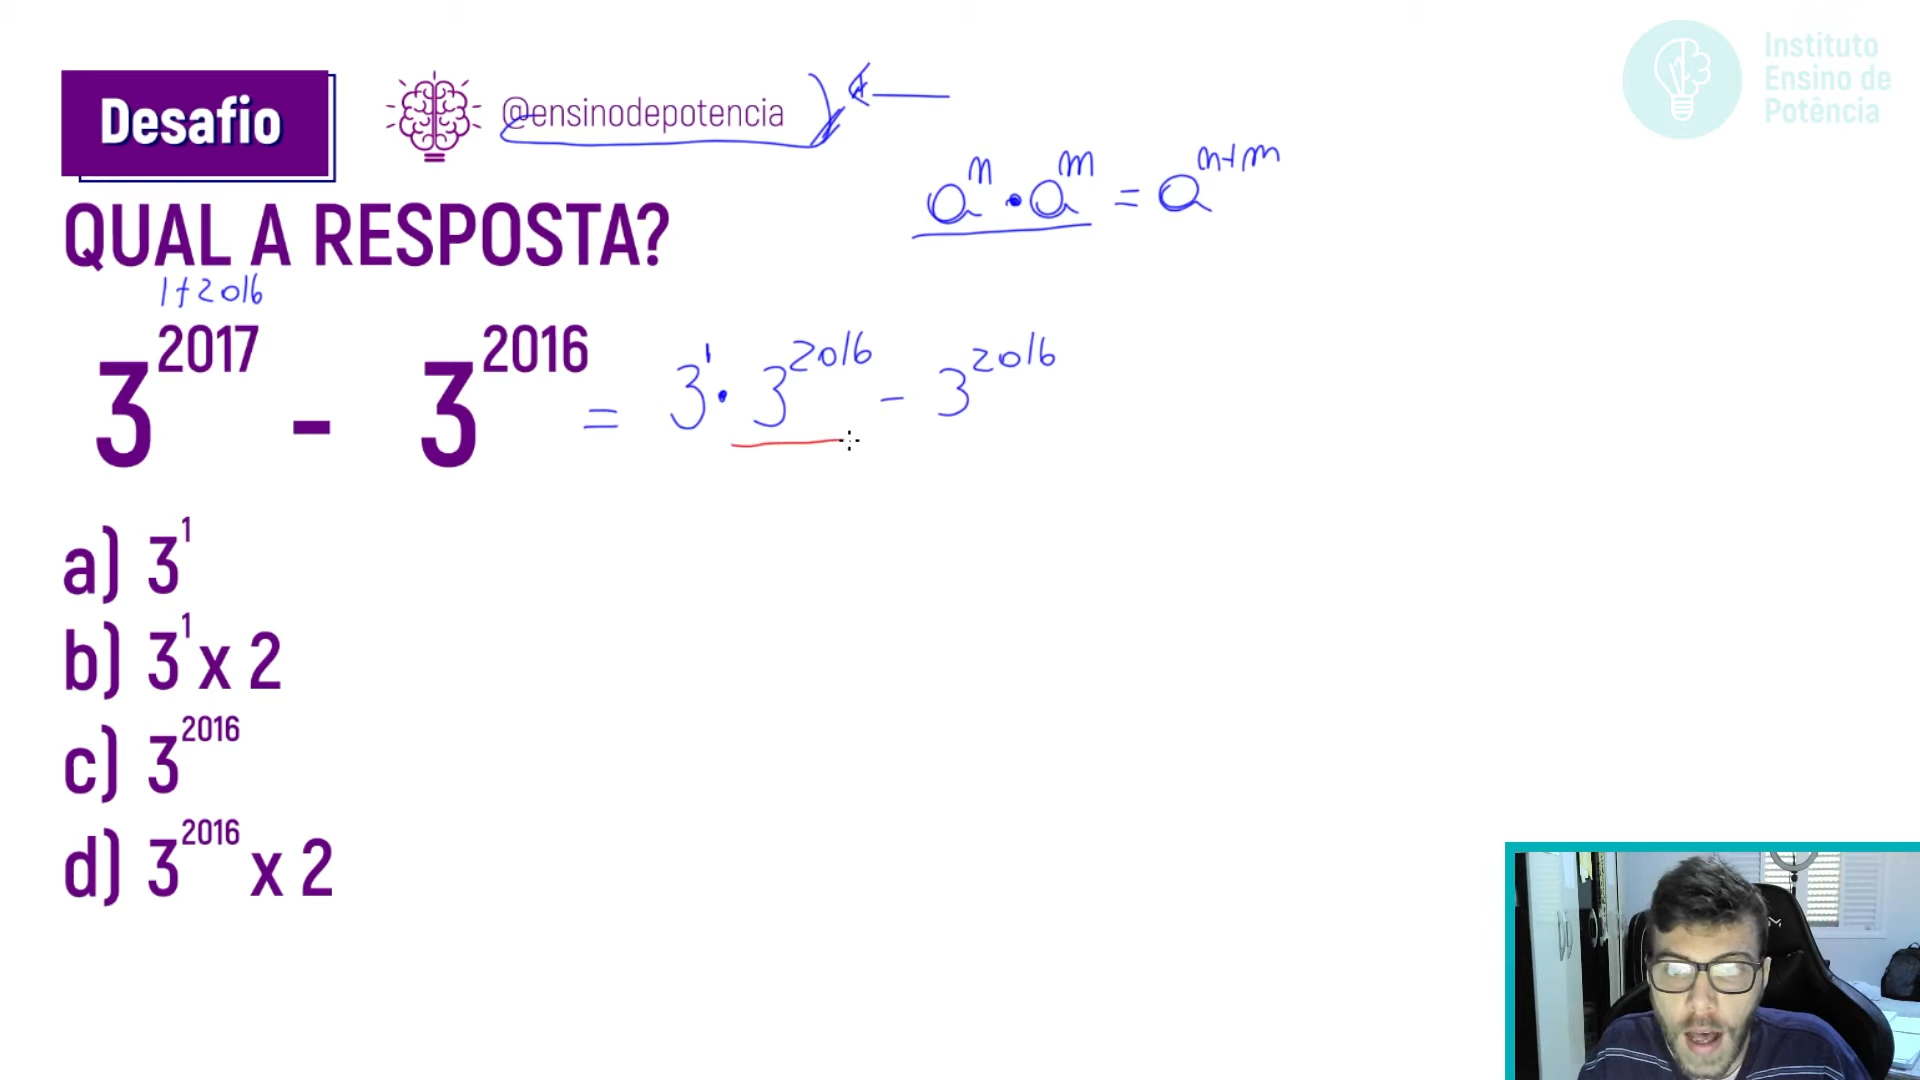 Desafio
@ensinodepotencia
Instituto
Ensino de
Potência
aⁿ · aᵐ = aⁿ⁺ᵐ
QUAL A RESPOSTA?
1+2016
3²⁰¹⁷ - 3²⁰¹⁶ = 3¹ · 3²⁰¹⁶ - 3²⁰¹⁶
a) 3¹
b) 3¹ x 2
c) 3²⁰¹⁶
d) 3²⁰¹⁶ x 2